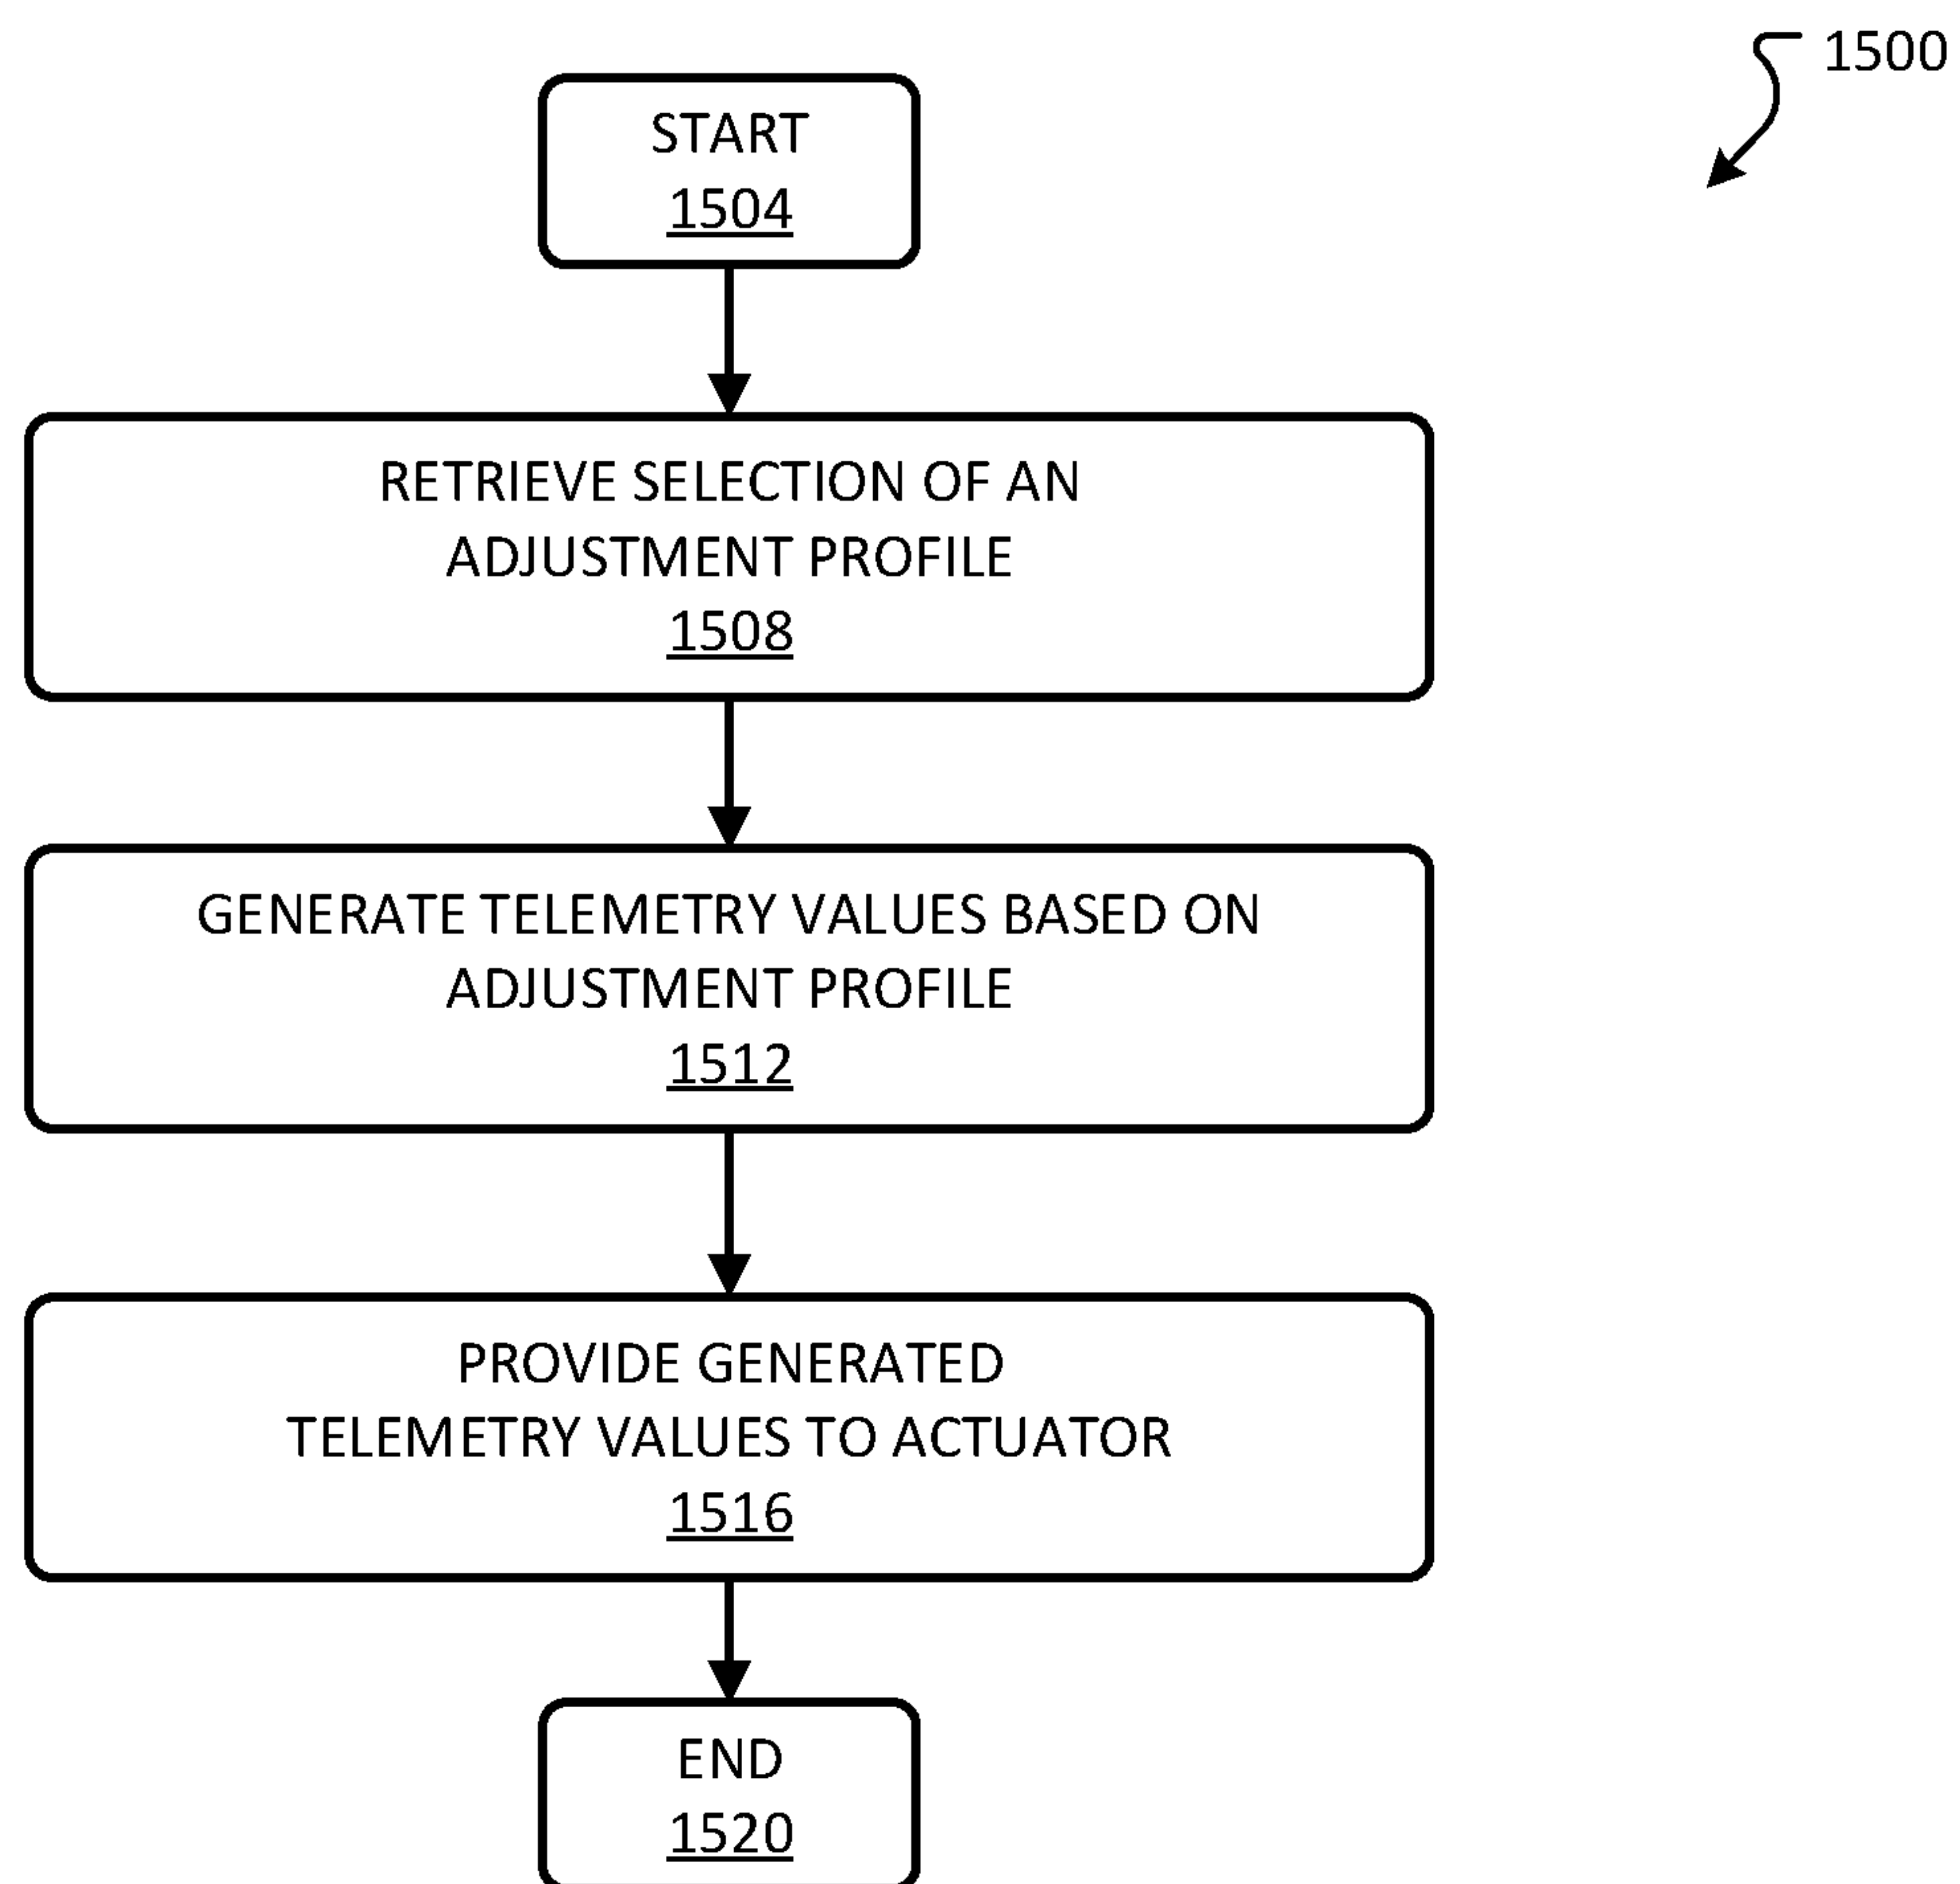 1500
START
1504
RETRIEVE SELECTION OF AN
ADJUSTMENT PROFILE
1508
GENERATE TELEMETRY VALUES BASED ON
ADJUSTMENT PROFILE
1512
PROVIDE GENERATED
TELEMETRY VALUES TO ACTUATOR
1516
END
1520